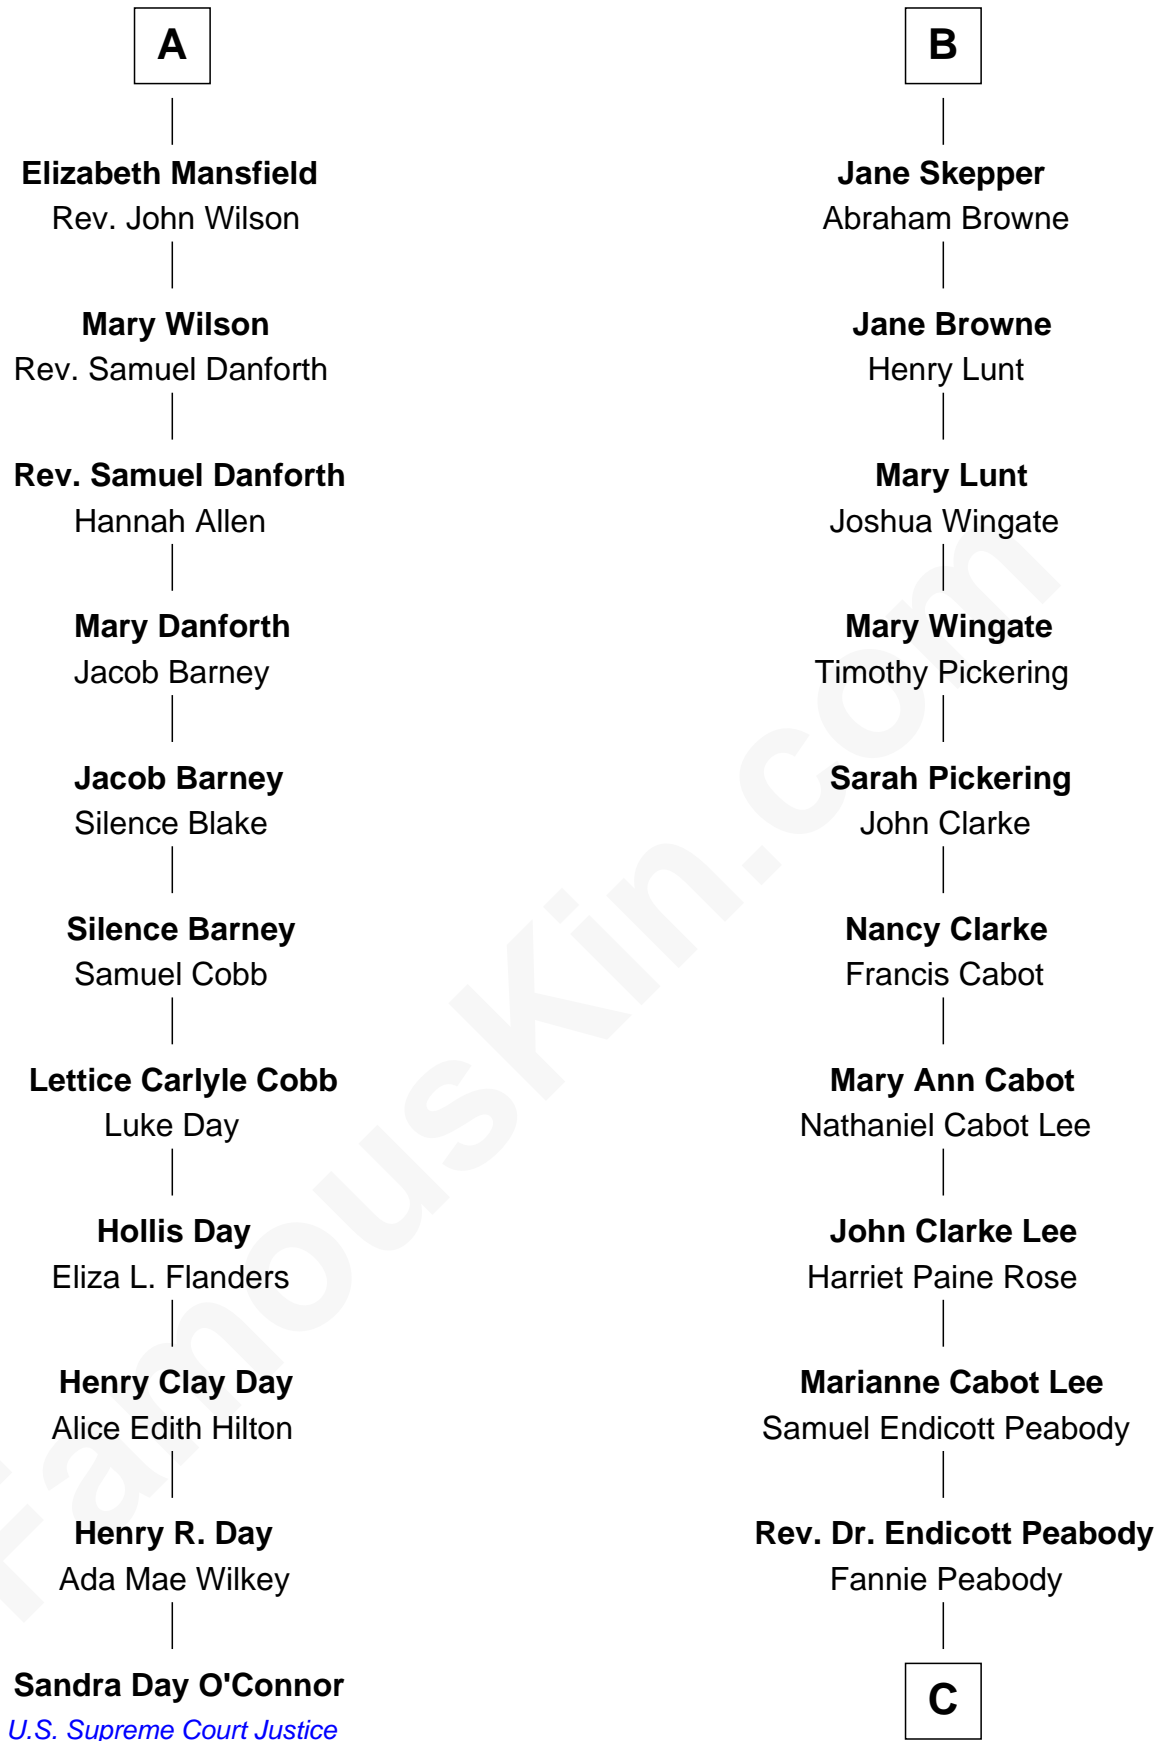 A
Elizabeth Mansfield
Rev. John Wilson
Mary Wilson
Rev. Samuel Danforth
Rev. Samuel Danforth
Hannah Allen
Mary Danforth
Jacob Barney
Jacob Barney
Silence Blake
Silence Barney
Samuel Cobb
Lettice Carlyle Cobb
Luke Day
Hollis Day
Eliza L. Flanders
Henry Clay Day
Alice Edith Hilton
Henry R. Day
Ada Mae Wilkey
Sandra Day O'Connor
U.S. Supreme Court Justice
B
Jane Skepper
Abraham Browne
Jane Browne
Henry Lunt
Mary Lunt
Joshua Wingate
Mary Wingate
Timothy Pickering
Sarah Pickering
John Clarke
Nancy Clarke
Francis Cabot
Mary Ann Cabot
Nathaniel Cabot Lee
John Clarke Lee
Harriet Paine Rose
Marianne Cabot Lee
Samuel Endicott Peabody
Rev. Dr. Endicott Peabody
Fannie Peabody
C
FamousKin.com